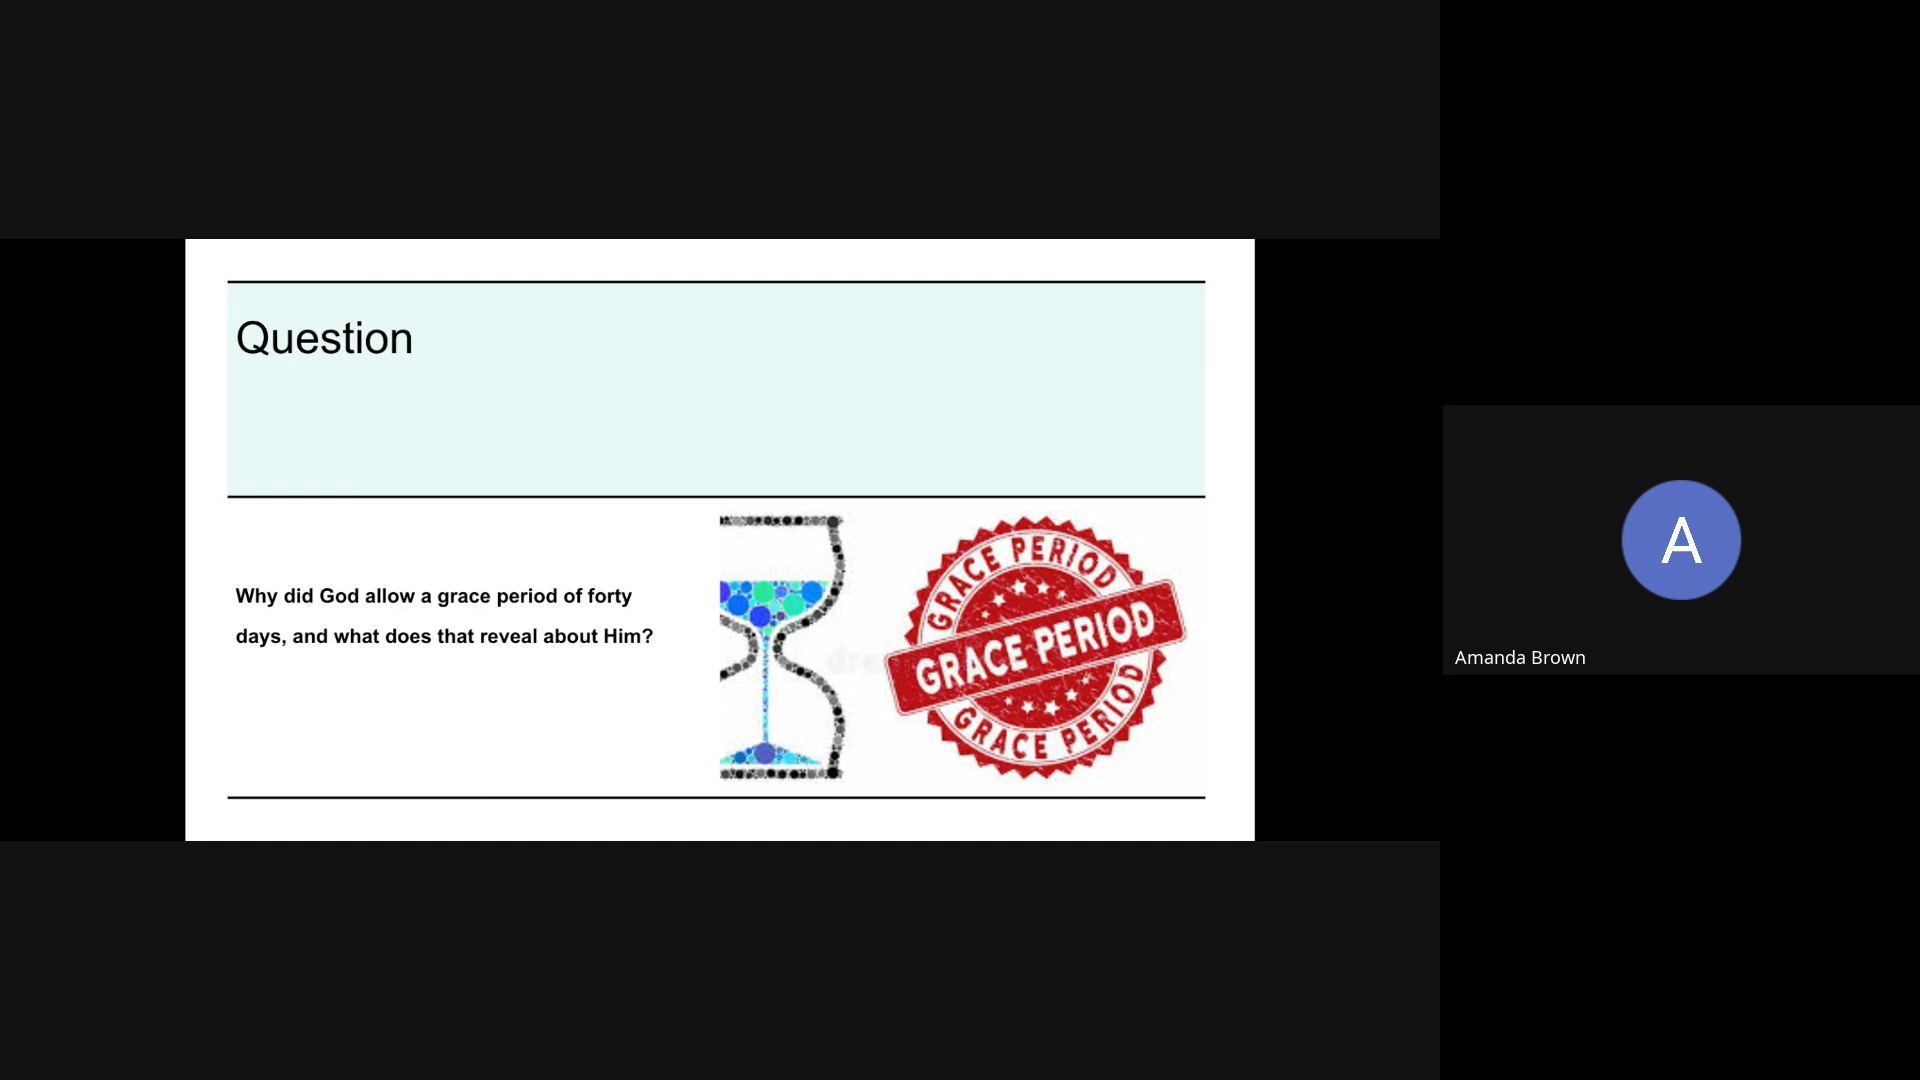 Question
Why did God allow a grace period of forty
days, and what does that reveal about Him?
GRACE PERIOD
GRACE PERIOD
GRACE PERIOD
A
Amanda Brown